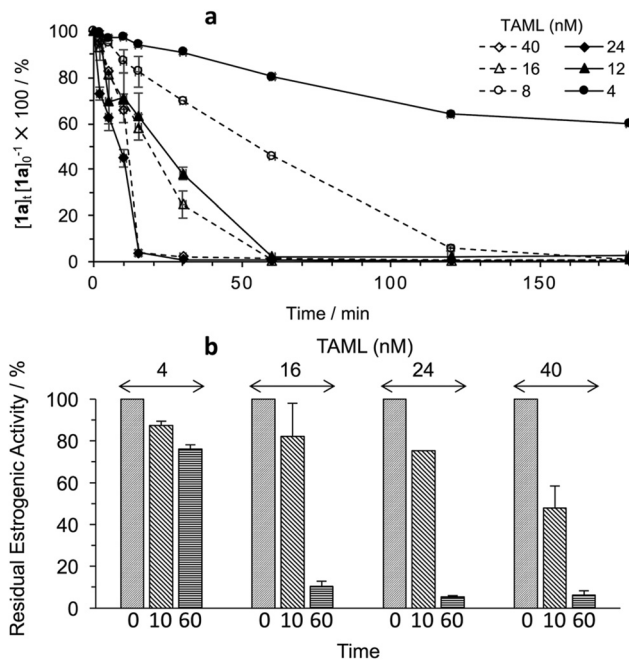 a
TAML (nM)
40 24
16 12
8 4
[1a]t [1a]0⁻¹ × 100 / %
100
80
60
40
20
0
0 50 100 150
Time / min
b
TAML (nM)
4 16 24 40
Residual Estrogenic Activity / %
100
80
60
40
20
0
0 10 60 0 10 60 0 10 60 0 10 60
Time